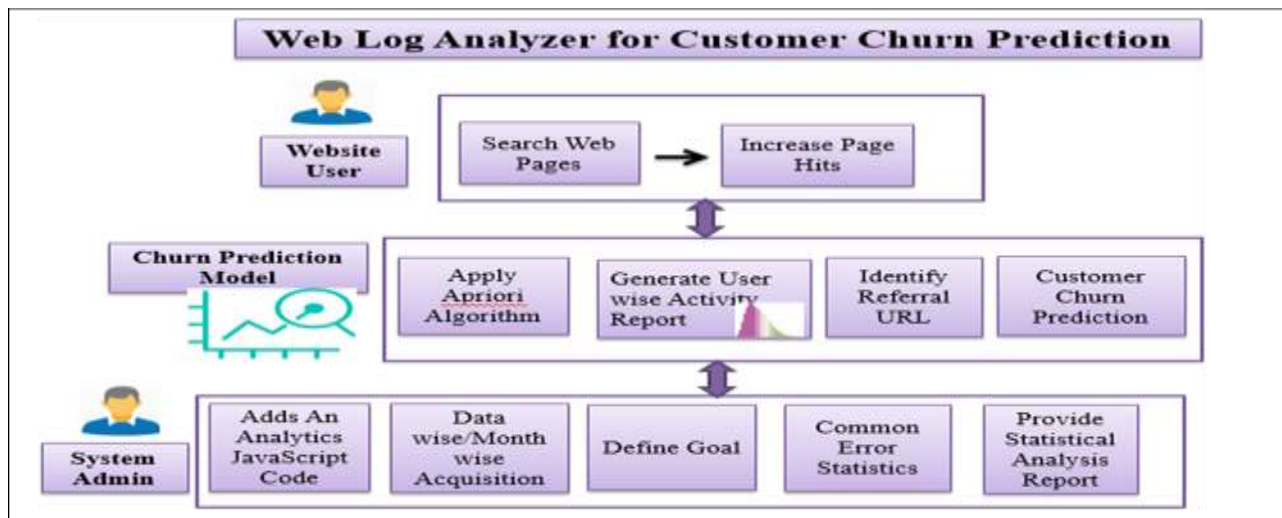 Web Log Analyzer for Customer Churn Prediction
Website
User
Search Web
Pages
Increase Page
Hits
Churn Prediction
Model
Apply
Apriori
Algorithm
Generate User
wise Activity
Report
Identify
Referral
URL
Customer
Churn
Prediction
System
Admin
Adds An
Analytics
JavaScript
Code
Data
wise/Month
wise
Acquisition
Define Goal
Common
Error
Statistics
Provide
Statistical
Analysis
Report